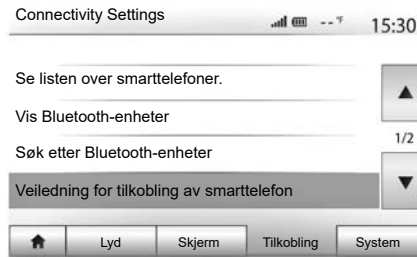 Connectivity Settings
-- °F 15:30
Se listen over smarttelefoner.
Vis Bluetooth-enheter
1/2
Søk etter Bluetooth-enheter
Veiledning for tilkobling av smarttelefon
Lyd Skjerm Tilkobling System